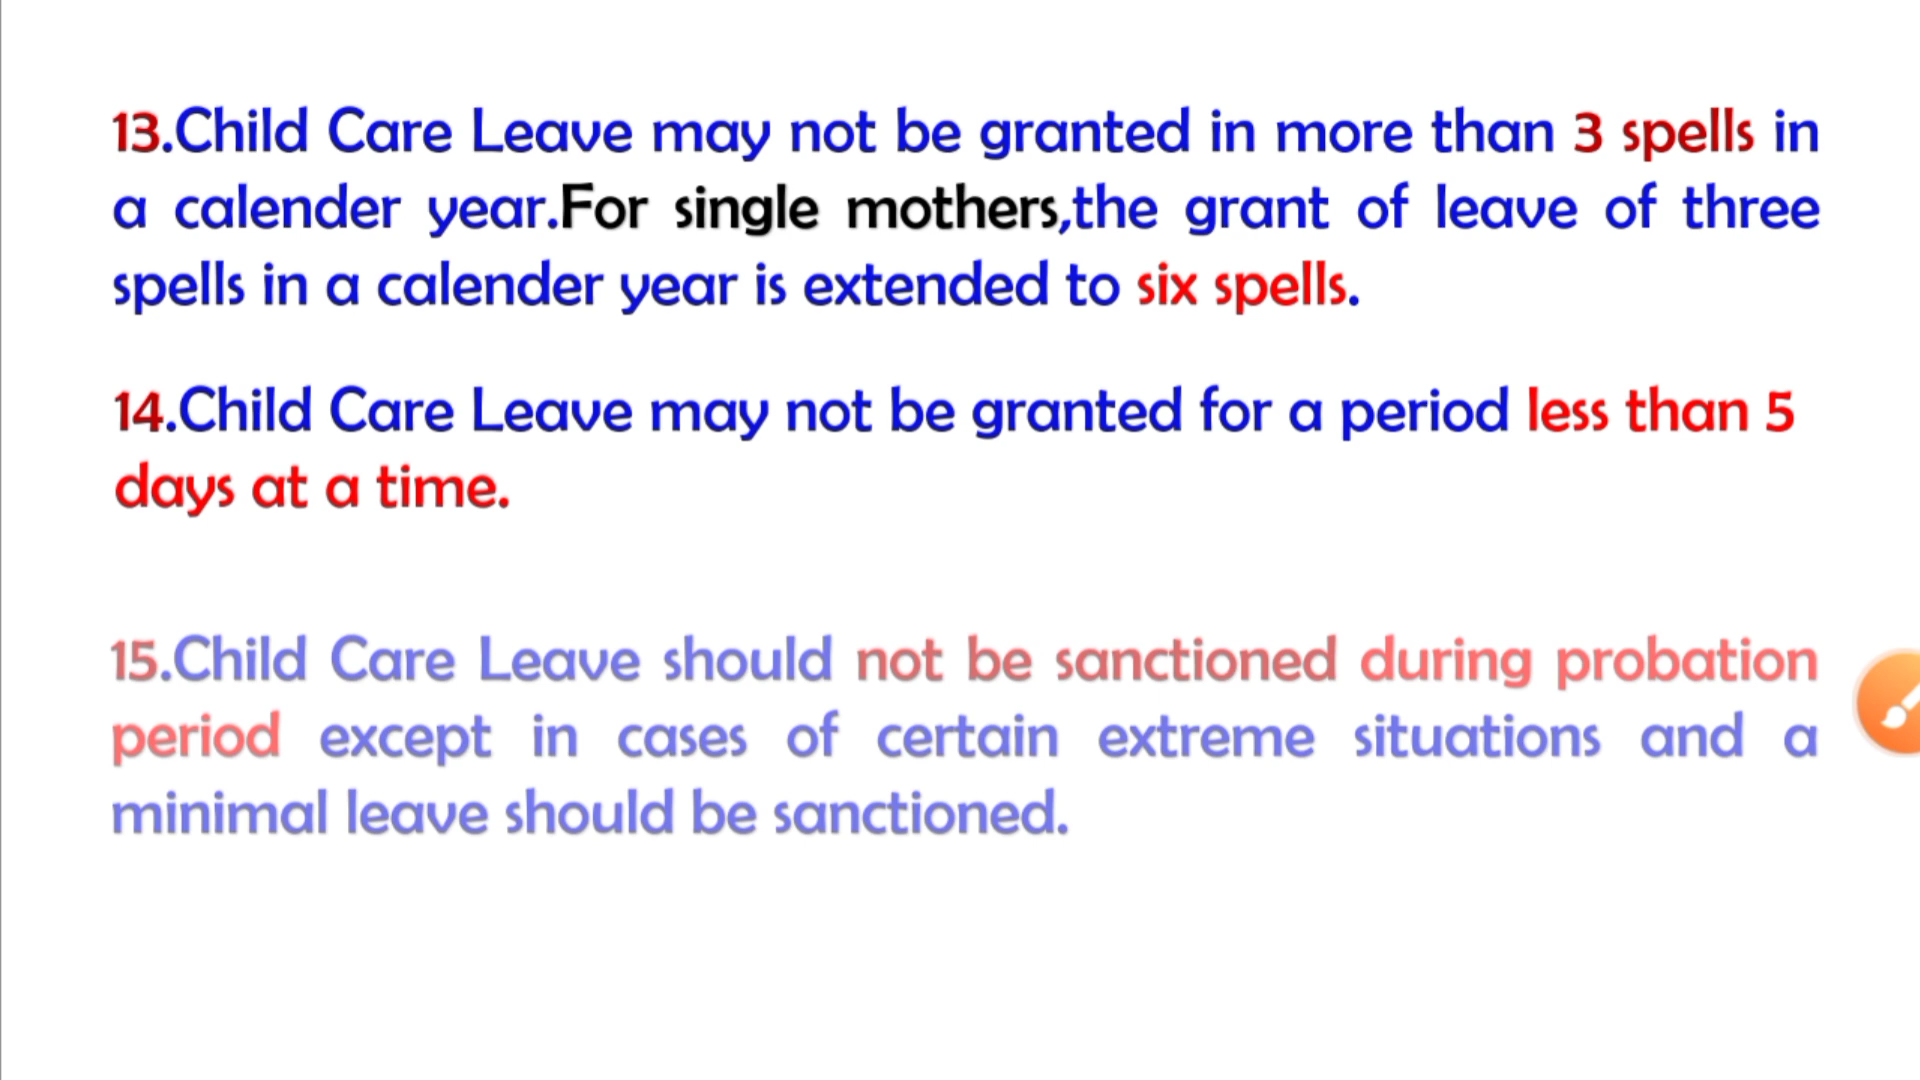 13.Child Care Leave may not be granted in more than 3 spells in
a calender year.For single mothers,the grant of leave of three
spells in a calender year is extended to six spells.
14.Child Care Leave may not be granted for a period less than 5
days at a time.
15.Child Care Leave should not be sanctioned during probation
period except in cases of certain extreme situations and a
minimal leave should be sanctioned.